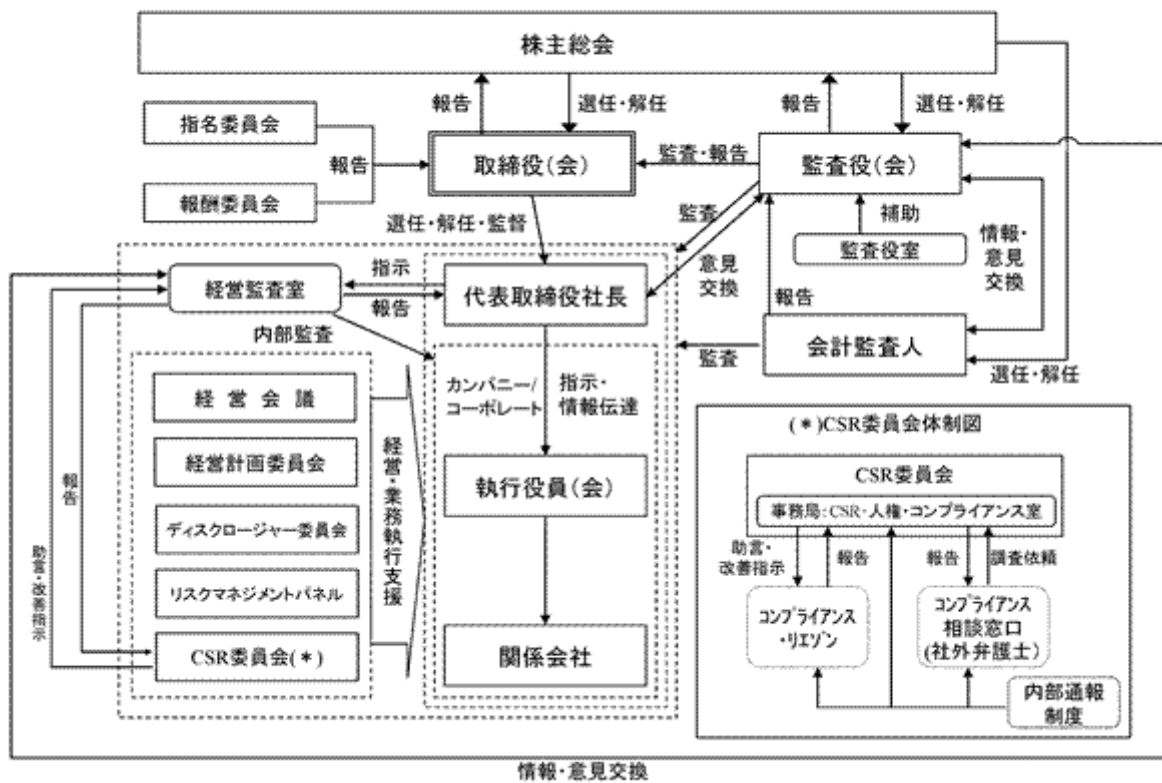 株主総会
報告
選任・解任
報告
選任・解任
指名委員会
報告
報酬委員会
取締役(会)
監査・報告
監査役(会)
選任・解任・監督
監査
補助
監査役室
情報・
意見
交換
意見
交換
報告
経営監査室
指示
報告
代表取締役社長
内部監査
監査
会計監査人
選任・解任
カンパニー/
コーポレート
指示・
情報伝達
経営会議
経営計画委員会
ディスクロージャー委員会
リスクマネジメントパネル
CSR委員会(*)
報告
助言・改善指示
経営・業務執行支援
執行役員(会)
関係会社
(*)CSR委員会体制図
CSR委員会
事務局:CSR・人権・コンプライアンス室
助言・
改善指示
報告
報告
調査依頼
コンプライアンス
・リエゾン
コンプライアンス
相談窓口
(社外弁護士)
内部通報
制度
情報・意見交換